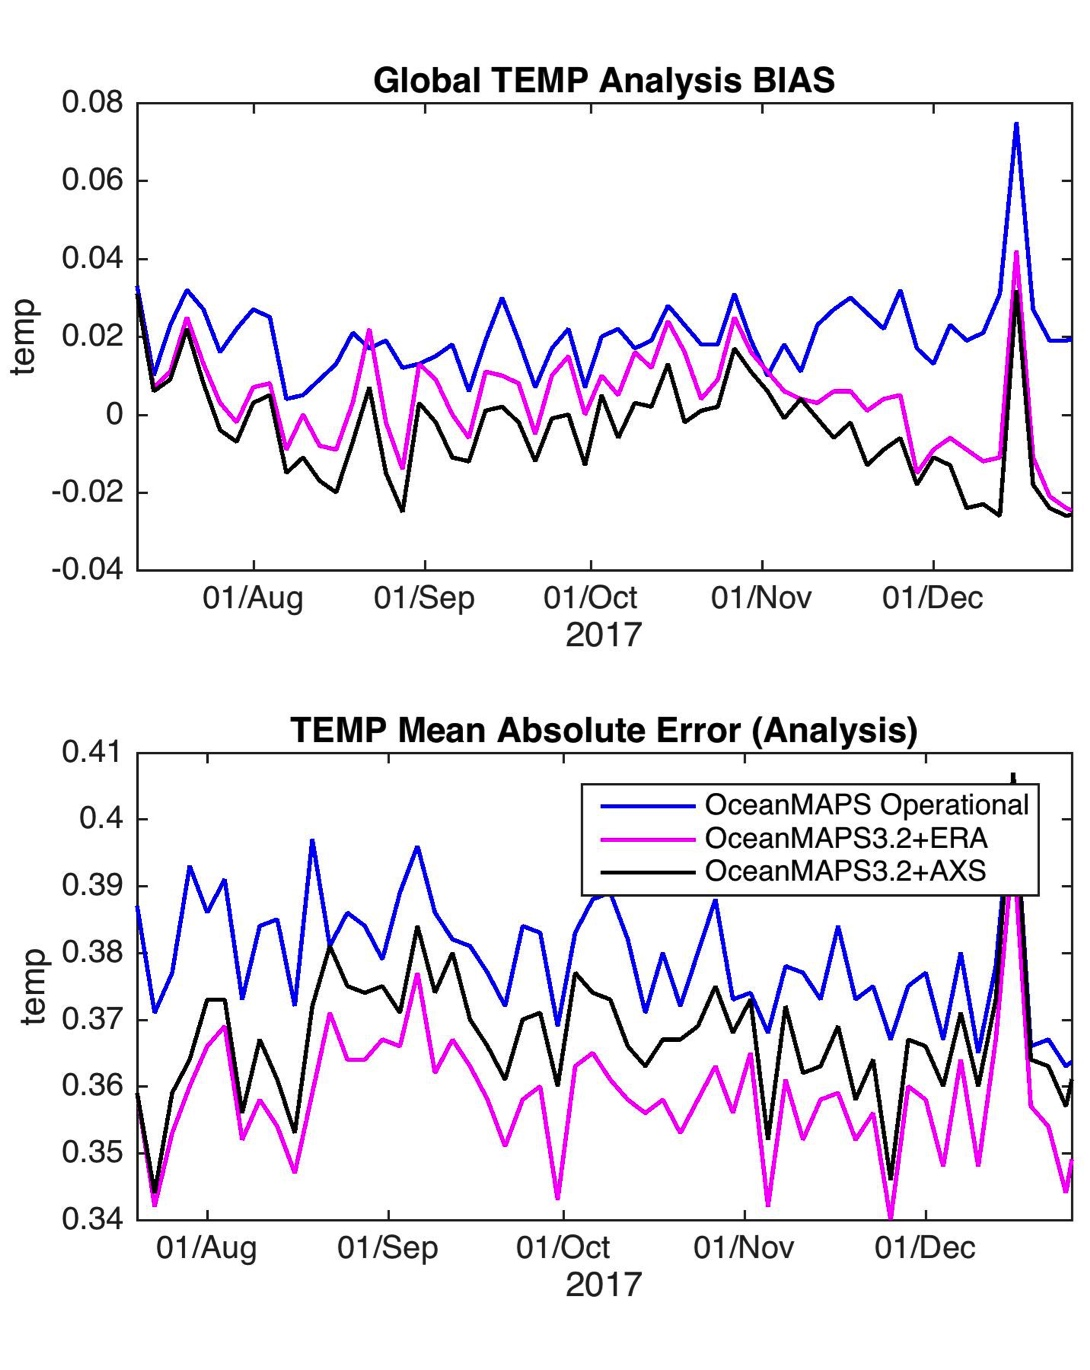 Global TEMP Analysis BIAS
0.08
0.06
0.04
0.02
0
-0.02
-0.04
temp
01/Aug 01/Sep 01/Oct 01/Nov 01/Dec
2017
TEMP Mean Absolute Error (Analysis)
0.41
0.4
0.39
0.38
0.37
0.36
0.35
0.34
temp
OceanMAPS Operational
OceanMAPS3.2+ERA
OceanMAPS3.2+AXS
01/Aug 01/Sep 01/Oct 01/Nov 01/Dec
2017